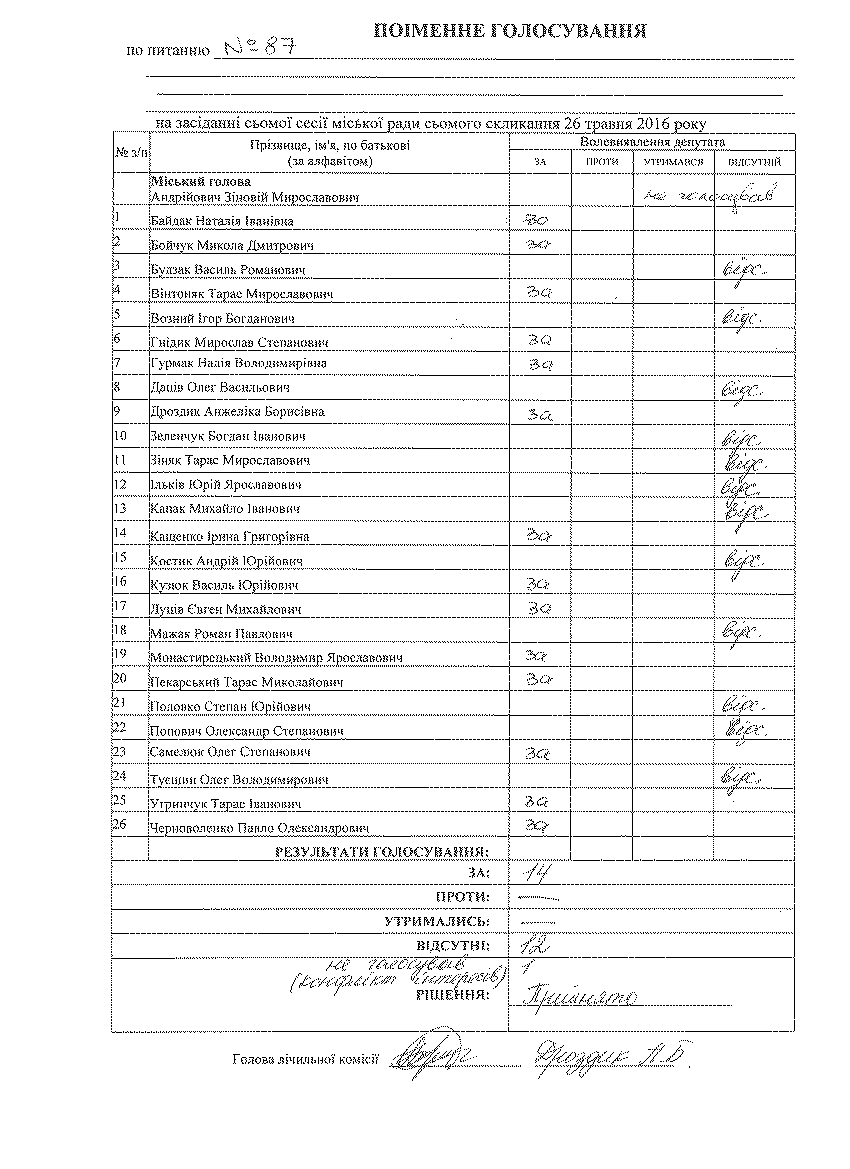 ПОІМЕННЕ ГОЛОСУВАННЯ
по питанню №87
на засіданні сьомої сесії міської ради сьомого скликання 26 травня 2016 року
№ з/п Прізвище, ім'я, по батькові (за алфавітом) Волевиявлення депутата
ЗА ПРОТИ УТРИМАВСЯ ВІДСУТНІЙ
Міський голова
Андрійович Зіновій Мирославович не голосував
1 Байдак Наталія Іванівна за
2 Бойчук Микола Дмитрович за
3 Будзак Василь Романович відс.
4 Вінтоняк Тарас Мирославович за
5 Возний Ігор Богданович відс.
6 Гнідик Мирослав Степанович за
7 Гурмак Надія Володимирівна за
8 Даців Олег Васильович відс.
9 Дроздик Анжеліка Борисівна за
10 Зеленчук Богдан Іванович відс.
11 Зіняк Тарас Мирославович відс.
12 Ільків Юрій Ярославович відс.
13 Капак Михайло Іванович відс.
14 Кащенко Ірина Григорівна за
15 Костик Андрій Юрійович відс.
16 Кузюк Василь Юрійович за
17 Луців Євген Михайлович за
18 Мажак Роман Павлович відс.
19 Монастирецький Володимир Ярославович за
20 Пекарський Тарас Миколайович за
21 Половко Степан Юрійович відс.
22 Попович Олександр Степанович відс.
23 Самелюк Олег Степанович за
24 Туєшин Олег Володимирович відс.
25 Угринчук Тарас Іванович за
26 Черноволенко Павло Олександрович за
РЕЗУЛЬТАТИ ГОЛОСУВАННЯ:
ЗА: 14
ПРОТИ: —
УТРИМАЛИСЬ: —
ВІДСУТНІ: 12
не голосував 1
(конфлікт інтересів)
РІШЕННЯ: Прийнято
Голова лічильної комісії Дроздик А.Б.